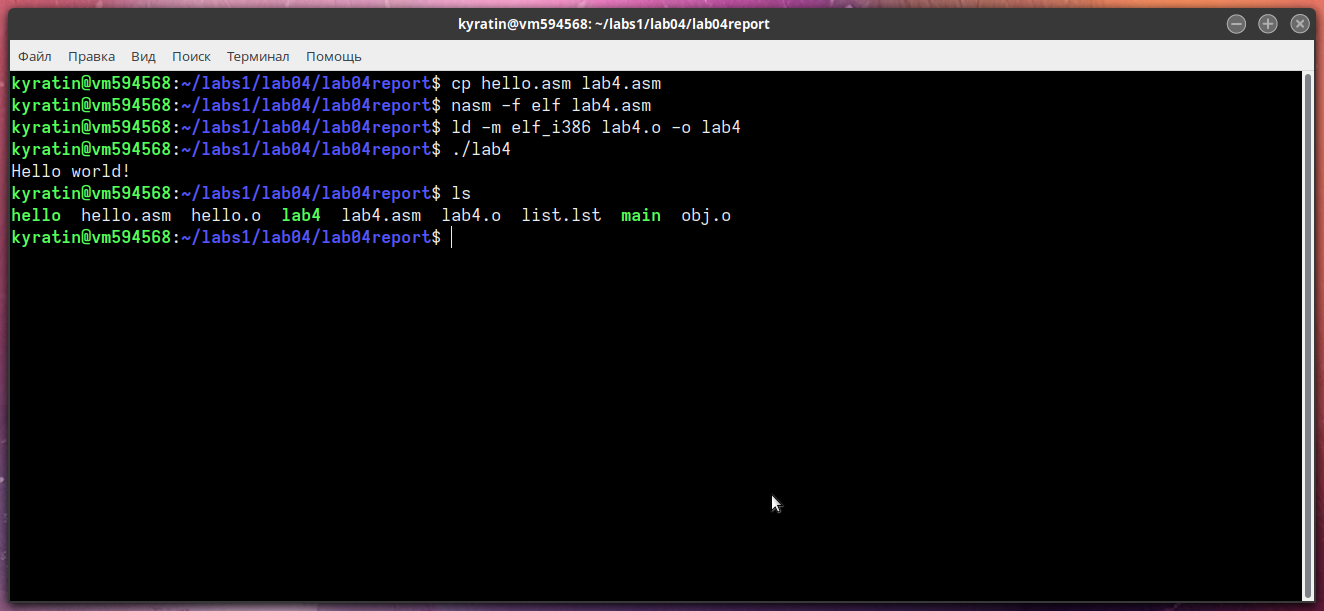 kyratin@vm594568: ~/labs1/lab04/lab04report
Файл Правка Вид Поиск Терминал Помощь
kyratin@vm594568:~/labs1/lab04/lab04report$ cp hello.asm lab4.asm
kyratin@vm594568:~/labs1/lab04/lab04report$ nasm -f elf lab4.asm
kyratin@vm594568:~/labs1/lab04/lab04report$ ld -m elf_i386 lab4.o -o lab4
kyratin@vm594568:~/labs1/lab04/lab04report$ ./lab4
Hello world!
kyratin@vm594568:~/labs1/lab04/lab04report$ ls
hello  hello.asm  hello.o  lab4  lab4.asm  lab4.o  list.lst  main  obj.o
kyratin@vm594568:~/labs1/lab04/lab04report$